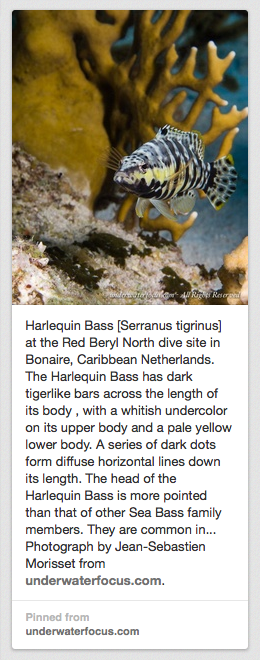 © underwaterfocus.com - All Rights Reserved
Harlequin Bass [Serranus tigrinus]
at the Red Beryl North dive site in
Bonaire, Caribbean Netherlands.
The Harlequin Bass has dark
tigerlike bars across the length of
its body , with a whitish undercolor
on its upper body and a pale yellow
lower body. A series of dark dots
form diffuse horizontal lines down
its length. The head of the
Harlequin Bass is more pointed
than that of other Sea Bass family
members. They are common in...
Photograph by Jean-Sebastien
Morisset from
underwaterfocus.com.
Pinned from
underwaterfocus.com